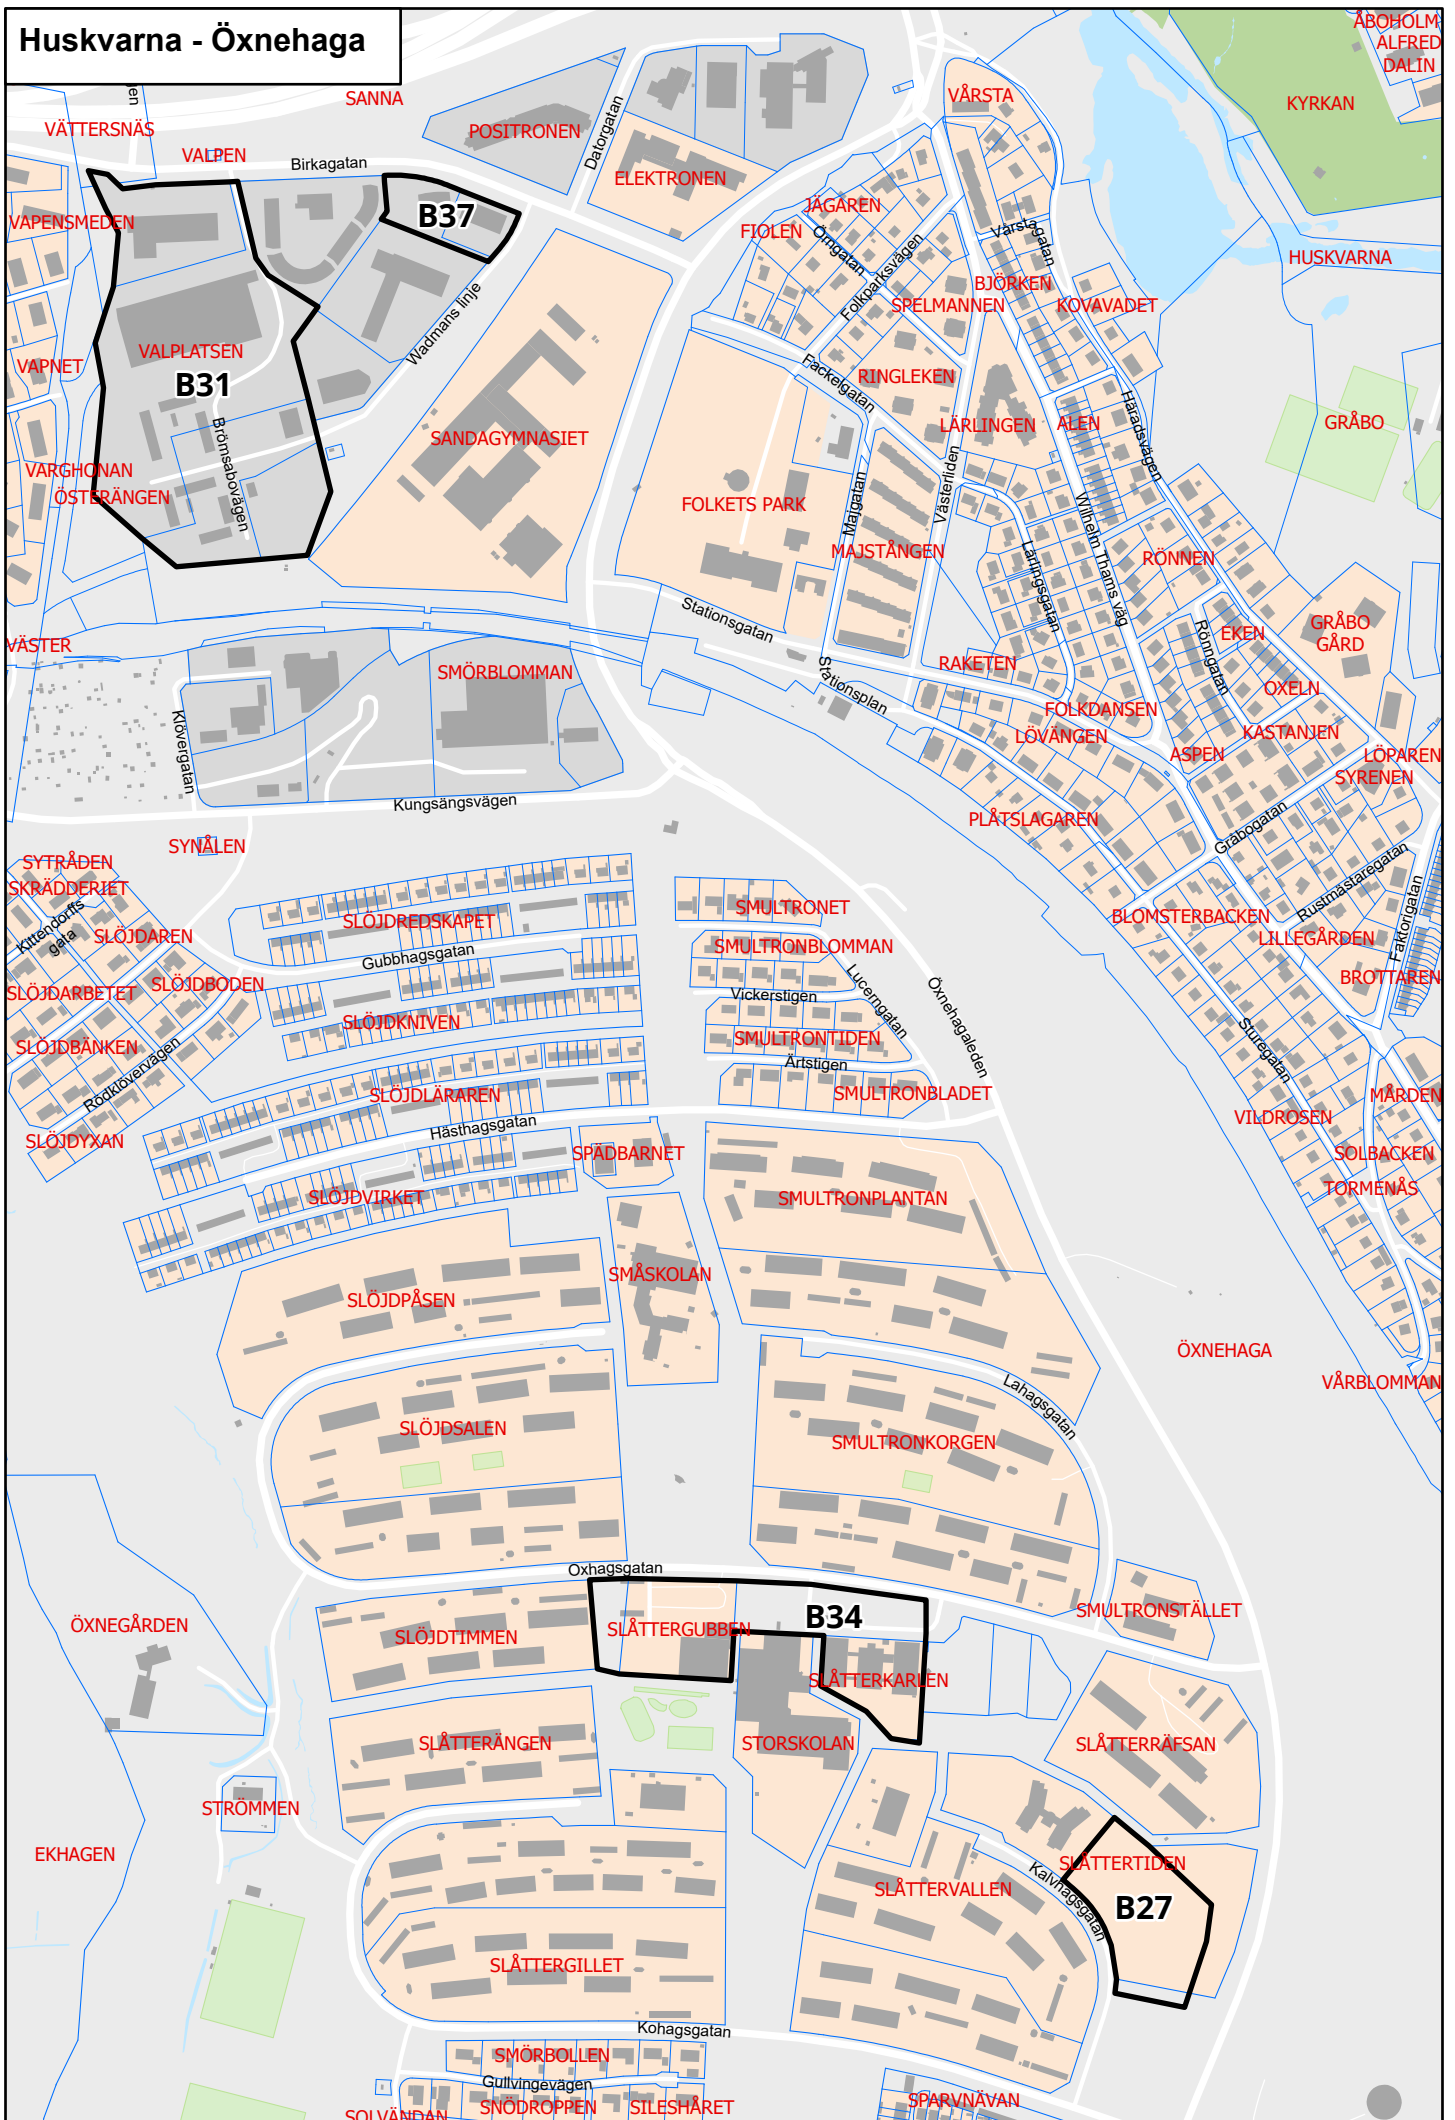 Huskvarna - Öxnehaga
ÅBOHOLM
ALFRED
DALIN
KYRKAN
SANNA
VÅRSTA
VÄTTERSNÄS
POSITRONEN
Datorgatan
VALPEN
Birkagatan
ELEKTRONEN
VAPENSMEDEN
B37
JÄGAREN
FIOLEN
Örngatan
Folkparksvägen
Vårstagatan
HUSKVARNA
BJÖRKEN
SPELMANNEN
KOVAVADET
Wadmans linje
VALPLATSEN
B31
VAPNET
Fackelgatan
RINGLEKEN
LÄRLINGEN
ALEN
Häradsvägen
GRÅBO
SANDAGYMNASIET
Brömsabovägen
VARGHONAN
ÖSTERÄNGEN
FOLKETS PARK
Majgatan
Västerliden
MAJSTÅNGEN
Lärlingsgatan
Wilhelm Thams väg
RÖNNEN
Stationsgatan
EKEN
GRÅBO
GÅRD
VÄSTER
SMÖRBLOMMAN
Stationsplan
RAKETEN
Rönngatan
OXELN
FOLKDANSEN
LÖVÄNGEN
KASTANJEN
ASPEN
LÖPAREN
SYRENEN
Klövergatan
Kungsängsvägen
PLÅTSLAGAREN
Gråbogatan
SYNÅLEN
SYTRÅDEN
SKRÄDDERIET
Kittendorffs
gata
SLÖJDAREN
SLÖJDREDSKAPET
SMULTRONET
BLOMSTERBACKEN
Rustmästaregatan
Faktorigatan
LILLEGÅRDEN
Gubbhagsgatan
SMULTRONBLOMMAN
SLÖJDARBETET
SLÖJDBODEN
Vickerstigen
Lucerngatan
Öxnehagaleden
BROTTAREN
SLÖJDKNIVEN
SMULTRONTIDEN
SLÖJDBÄNKEN
Rödklövervägen
Ärtstigen
Sturegatan
SLÖJDLÄRAREN
SMULTRONBLADET
MÅRDEN
VILDROSEN
Hästhagsgatan
SLÖJDYXAN
SPÄDBARNET
SOLBACKEN
SLÖJDVIRKET
SMULTRONPLANTAN
TORMENÅS
SMÅSKOLAN
SLÖJDPÅSEN
ÖXNEHAGA
VÅRBLOMMAN
Lahagsgatan
SLÖJDSALEN
SMULTRONKORGEN
Oxhagsgatan
B34
SMULTRONSTÄLLET
ÖXNEGÅRDEN
SLÅTTERGUBBEN
SLÖJDTIMMEN
SLÅTTERKARLEN
SLÅTTERÄNGEN
STORSKOLAN
SLÅTTERRÄFSAN
STRÖMMEN
EKHAGEN
SLÅTTERTIDEN
SLÅTTERVALLEN
Kalvhagsgatan
B27
SLÅTTERGILLET
Kohagsgatan
SMÖRBOLLEN
Gullvingevägen
SNÖDROPPEN
SILESHÅRET
SPARVNÄVAN
SOLVÄNDAN